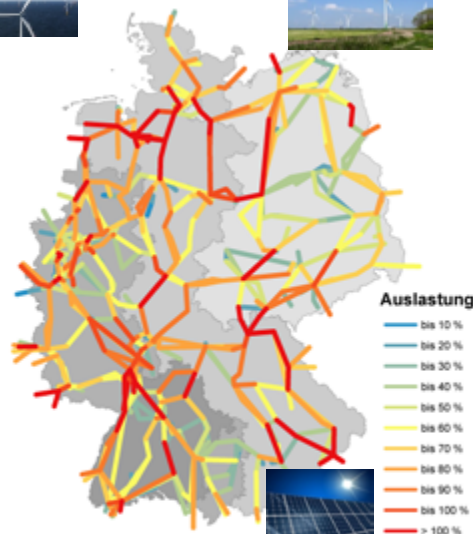 Auslastung
bis 10 %
bis 20 %
bis 30 %
bis 40 %
bis 50 %
bis 60 %
bis 70 %
bis 80 %
bis 90 %
bis 100 %
> 100 %